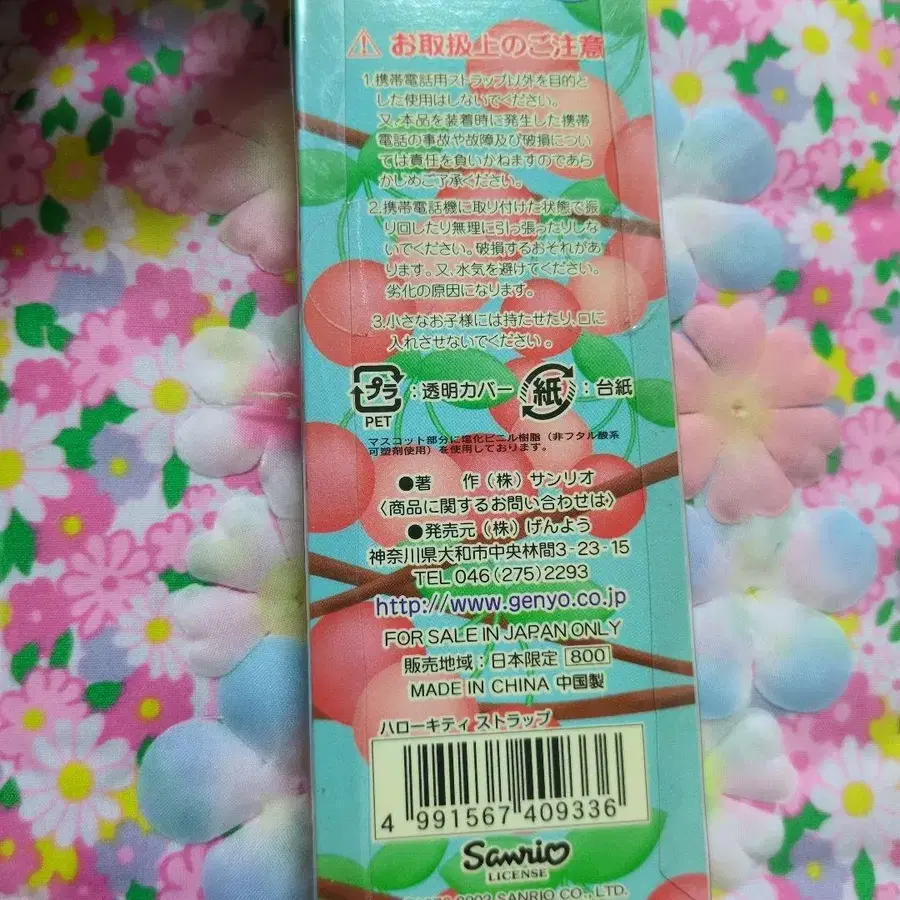 お取扱上のご注意
1.携帯電話用ストラップ以外を目的と
した使用はしないでください。
又、本品を装着時に発生した携帯
電話の事故や故障及び破損につい
ては責任を負いかねますのであら
かじめご了承ください。
2.携帯電話機に取り付けた状態で振
り回したり無理に引っ張ったりしな
いでください。破損するおそれがあ
ります。又、水気を避けてください。
劣化の原因になります。
3.小さなお子様には持たせたり、口に
入れさせないでください。
プラ PET :透明カバー 紙 :台紙
マスコット部分に塩化ビニル樹脂(非フタル酸系
可塑剤使用)を使用しております。
●著 作(株)サンリオ
〈商品に関するお問い合わせは〉
●発売元(株)げんよう
神奈川県大和市中央林間3-23-15
TEL 046(275)2293
http://www.genyo.co.jp
FOR SALE IN JAPAN ONLY
販売地域:日本限定 800
MADE IN CHINA 中国製
ハローキティ ストラップ
4 991567 409336
Sanrio
LICENSE
SANRIO CO., LTD.